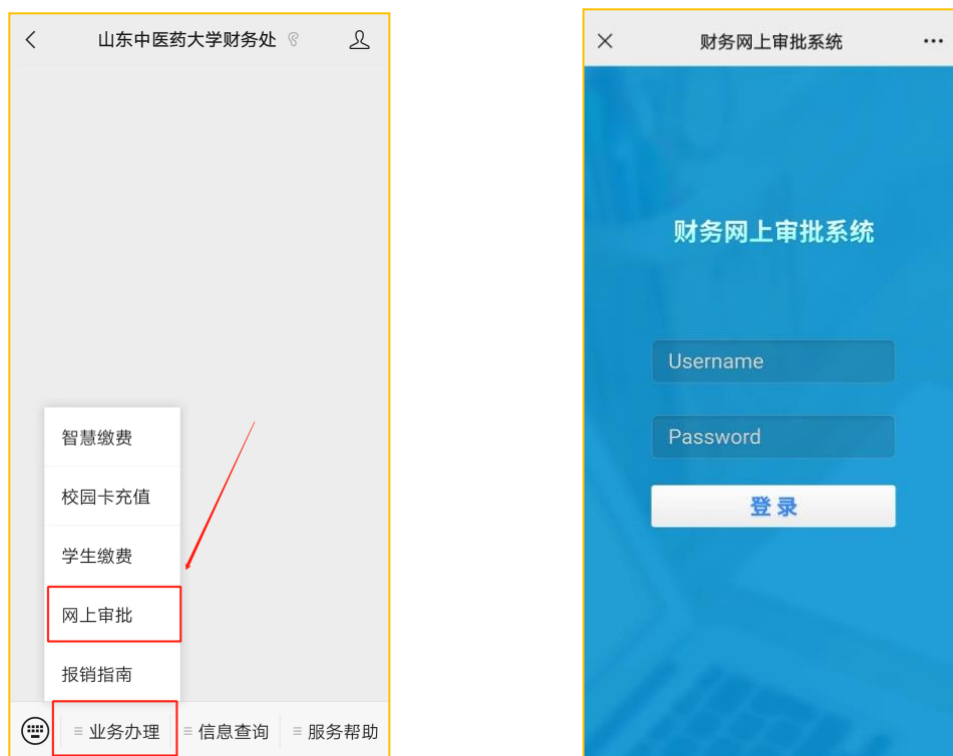 山东中医药大学财务处
智慧缴费
校园卡充值
学生缴费
网上审批
报销指南
业务办理
信息查询
服务帮助
财务网上审批系统
财务网上审批系统
Username
Password
登录